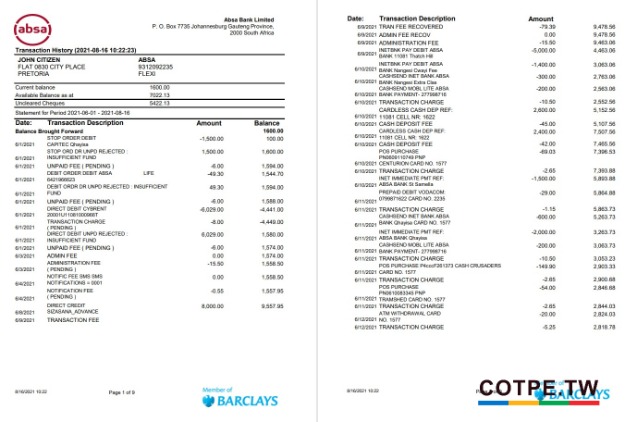 absa
Absa Bank Limited
P. O. Box 7735 Johannesburg Gauteng Province,
2000 South Africa
Transaction History (2021-08-16 10:22:23)
JOHN CITIZEN ABSA
FLAT 0630 CITY PLACE 9312092235
PRETORIA FLEXI
Current balance 1600.00
Available Balance as at 7022.13
Uncleared Cheques 5422.13
Statement for Period 2021-06-01 - 2021-08-16
Date: Transaction Description Amount Balance
Balance Brought Forward 1600.00
STOP ORDER DEBIT -1,500.00 100.00
6/1/2021 CAPITEC Qhayisa
STOP ORD DR UNPD REJECTED 1,500.00 1,600.00
6/1/2021 INSUFFICIENT FUND
6/1/2021 UNPAID FEE ( PENDING ) -6.00 1,594.00
DEBIT ORDER DEBIT ABSA LIFE -49.30 1,544.70
6/1/2021
DEBIT ORDR DR UNPD REJECTED : INSUFFICIENT 49.30 1,594.00
6/1/2021 FUND
6/1/2021 UNPAID FEE ( PENDING ) -6.00 1,588.00
DIRECT DEBIT CYBRENT -6,029.00 -4,441.00
6/1/2021
TRANSACTION CHARGE -8.00 -4,449.00
6/1/2021 ( PENDING )
DIRECT DEBIT UNPD REJECTED : 6,029.00 1,580.00
6/1/2021 INSUFFICIENT FUND
6/1/2021 UNPAID FEE ( PENDING ) -6.00 1,574.00
6/3/2021 ADMIN FEE 0.00 1,574.00
ADMINISTRATION FEE -15.50 1,558.50
6/3/2021 ( PENDING )
NOTIFIC FEE SMS SMS 0.00 1,558.50
6/4/2021 NOTIFICATIONS = 0001
NOTIFICATION FEE -0.55 1,557.95
6/4/2021 ( PENDING )
DIRECT CREDIT 8,000.00 9,557.95
6/8/2021 SIZASANA_ADVANCE
6/9/2021 TRANSACTION FEE
8/16/2021 10:22 Page 1 of 9
Member of
BARCLAYS
Date: Transaction Description Amount
6/9/2021 TRAN FEE RECOVERED -79.39 9,478.56
6/9/2021 ADMIN FEE RECOV 0.00 9,478.56
6/9/2021 ADMINISTRATION FEE -15.50 9,463.06
INETBNK PAY DEBIT ABSA -5,000.00 4,463.06
6/9/2021 BANK 11081 Thatch Hill
INETBNK PAY DEBIT ABSA -1,400.00 3,063.06
6/10/2021 BANK Nangesi Cwayi Fee
CASHSEND INET BANK ABSA -300.00 2,763.06
6/10/2021 BANK Nangesi Extra Clas
CASHSEND MOBL LITE ABSA -200.00 2,563.06
6/10/2021 BANK PAYMENT- 277998716
6/10/2021 TRANSACTION CHARGE -10.50 2,552.56
CARDLESS CASH DEP REF: 2,600.00 5,152.56
6/10/2021 11081 CELL NR: 1622
6/10/2021 CASH DEPOSIT FEE -45.00 5,107.56
CARDLESS CASH DEP REF: 2,400.00 7,507.56
6/10/2021 11081 CELL NR: 1622
6/10/2021 CASH DEPOSIT FEE -42.00 7,465.56
POS PURCHASE -69.03 7,396.53
6/10/2021 CENTURION CARD NO. 1577
6/10/2021 TRANSACTION CHARGE -2.65 7,393.88
INET IMMEDIATE PMT REF: -1,500.00 5,893.88
6/10/2021 ABSA BANK St Samells
PREPAID DEBIT VODACOM: -29.00 5,864.88
6/11/2021 0799871622 CARD NO. 2235
6/11/2021 TRANSACTION CHARGE -1.15 5,863.73
CASHSEND INET BANK ABSA -600.00 5,263.73
6/11/2021 BANK Qhayisa CARD NO. 1577
INET IMMEDIATE PMT REF: -2,000.00 3,263.73
6/11/2021 ABSA BANK Qhayisa
CASHSEND MOBL LITE ABSA -200.00 3,063.73
6/11/2021 BANK PAYMENT- 277998716
6/11/2021 TRANSACTION CHARGE -10.50 3,053.23
CASH CRUSADERS -149.90 2,903.33
6/11/2021 CARD NO. 1577
6/11/2021 TRANSACTION CHARGE -2.65 2,900.68
POS PURCHASE -54.00 2,846.68
6/11/2021 CARD NO. 1577
6/11/2021 TRANSACTION CHARGE -2.65 2,844.03
ATM WITHDRAWAL CARD -20.00 2,824.03
6/12/2021 NO. 1577
6/12/2021 TRANSACTION CHARGE -5.25 2,818.78
8/16/2021 10:22
Member of
BARCLAYS
COTPE.TW